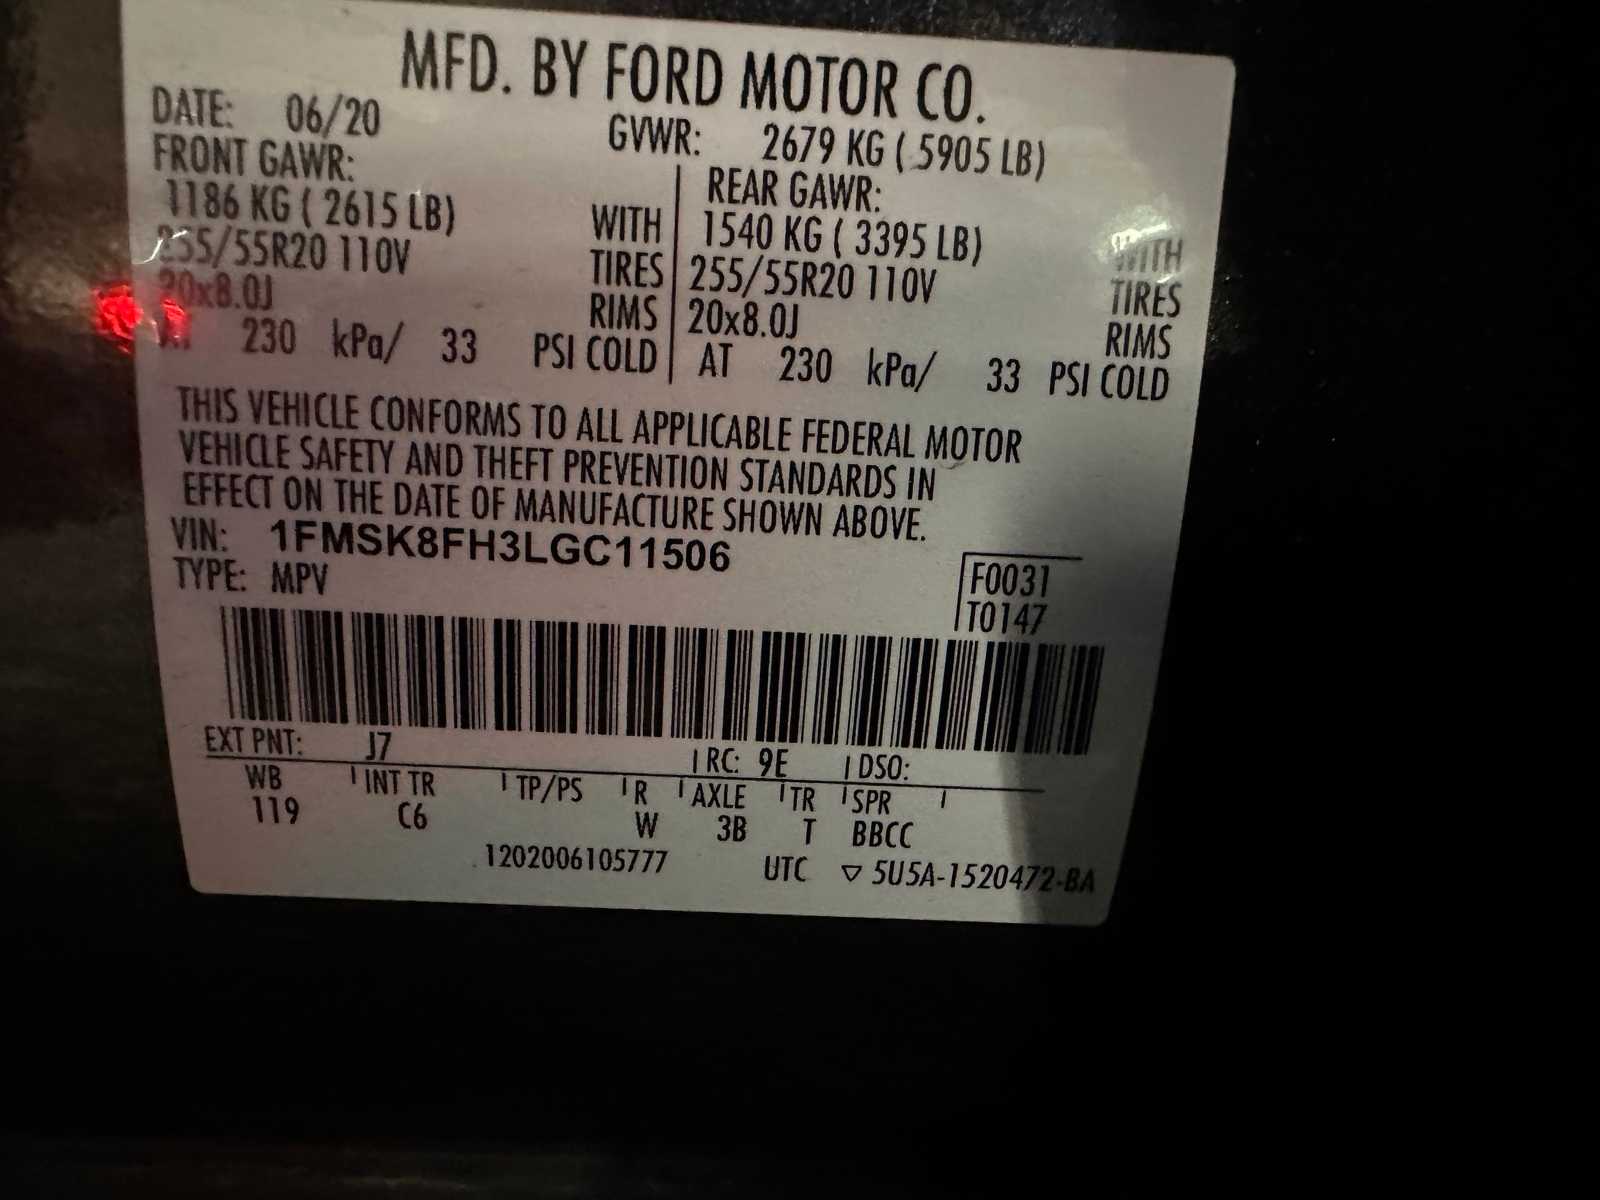 MFD. BY FORD MOTOR CO.
DATE: 06/20
GVWR: 2679 KG ( 5905 LB)
FRONT GAWR:
1186 KG ( 2615 LB) WITH
255/55R20 110V TIRES
20x8.0J RIMS
AT 230 kPa/ 33 PSI COLD
REAR GAWR:
1540 KG ( 3395 LB) WITH
255/55R20 110V TIRES
20x8.0J RIMS
AT 230 kPa/ 33 PSI COLD
THIS VEHICLE CONFORMS TO ALL APPLICABLE FEDERAL MOTOR
VEHICLE SAFETY AND THEFT PREVENTION STANDARDS IN
EFFECT ON THE DATE OF MANUFACTURE SHOWN ABOVE.
VIN: 1FMSK8FH3LGC11506
TYPE: MPV
F0031
T0147
EXT PNT: J7 RC: 9E DSO:
WB INT TR TP/PS R AXLE TR SPR
119 C6 W 3B T BBCC
1202006105777 UTC ▽ 5U5A-1520472-BA